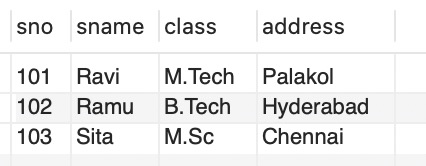 sno sname class address
101 Ravi M.Tech Palakol
102 Ramu B.Tech Hyderabad
103 Sita M.Sc Chennai